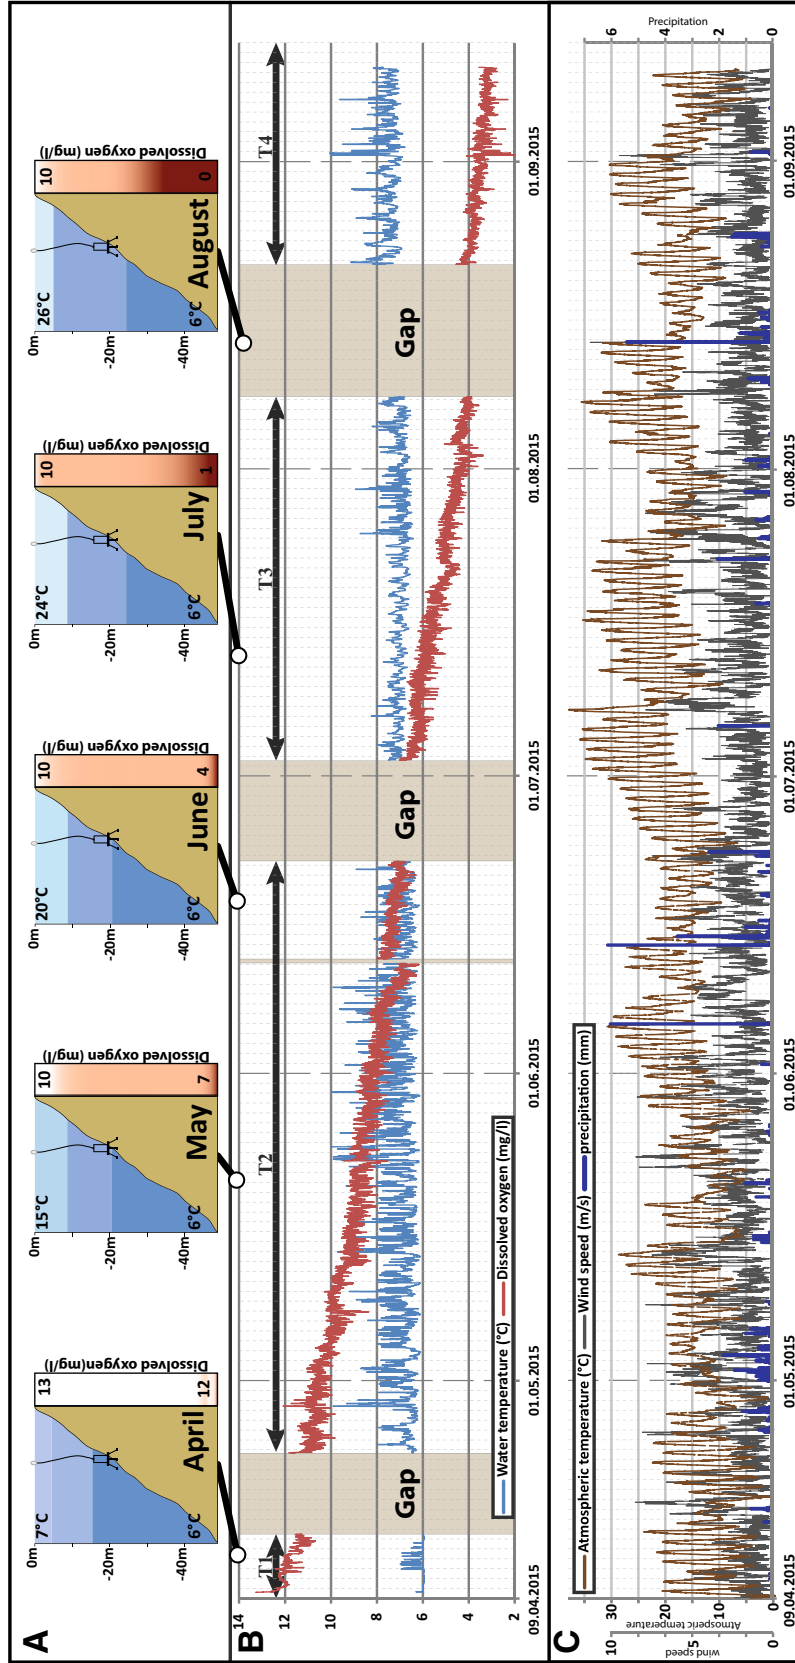 A
0m
-20m
-40m
7°C
6°C
13
12
Dissolved oxygen(mg/l)
April
0m
-20m
-40m
15°C
6°C
10
7
Dissolved oxygen (mg/l)
May
0m
-20m
-40m
20°C
6°C
10
4
Dissolved oxygen (mg/l)
June
0m
-20m
-40m
24°C
6°C
10
1
Dissolved oxygen (mg/l)
July
0m
-20m
-40m
26°C
6°C
10
0
Dissolved oxygen (mg/l)
August
B
14
12
10
8
6
4
2
T1
T2
T3
T4
Gap
Gap
Gap
Water temperature (°C)
Dissolved oxygen (mg/l)
09.04.2015
01.05.2015
01.06.2015
01.07.2015
01.08.2015
01.09.2015
C
Atmospheric temperature (°C)
Wind speed (m/s)
precipitation (mm)
wind speed
10
5
0
Atmosperic temperature
30
20
10
0
Precipitation
6
4
2
0
09.04.2015
01.05.2015
01.06.2015
01.07.2015
01.08.2015
01.09.2015